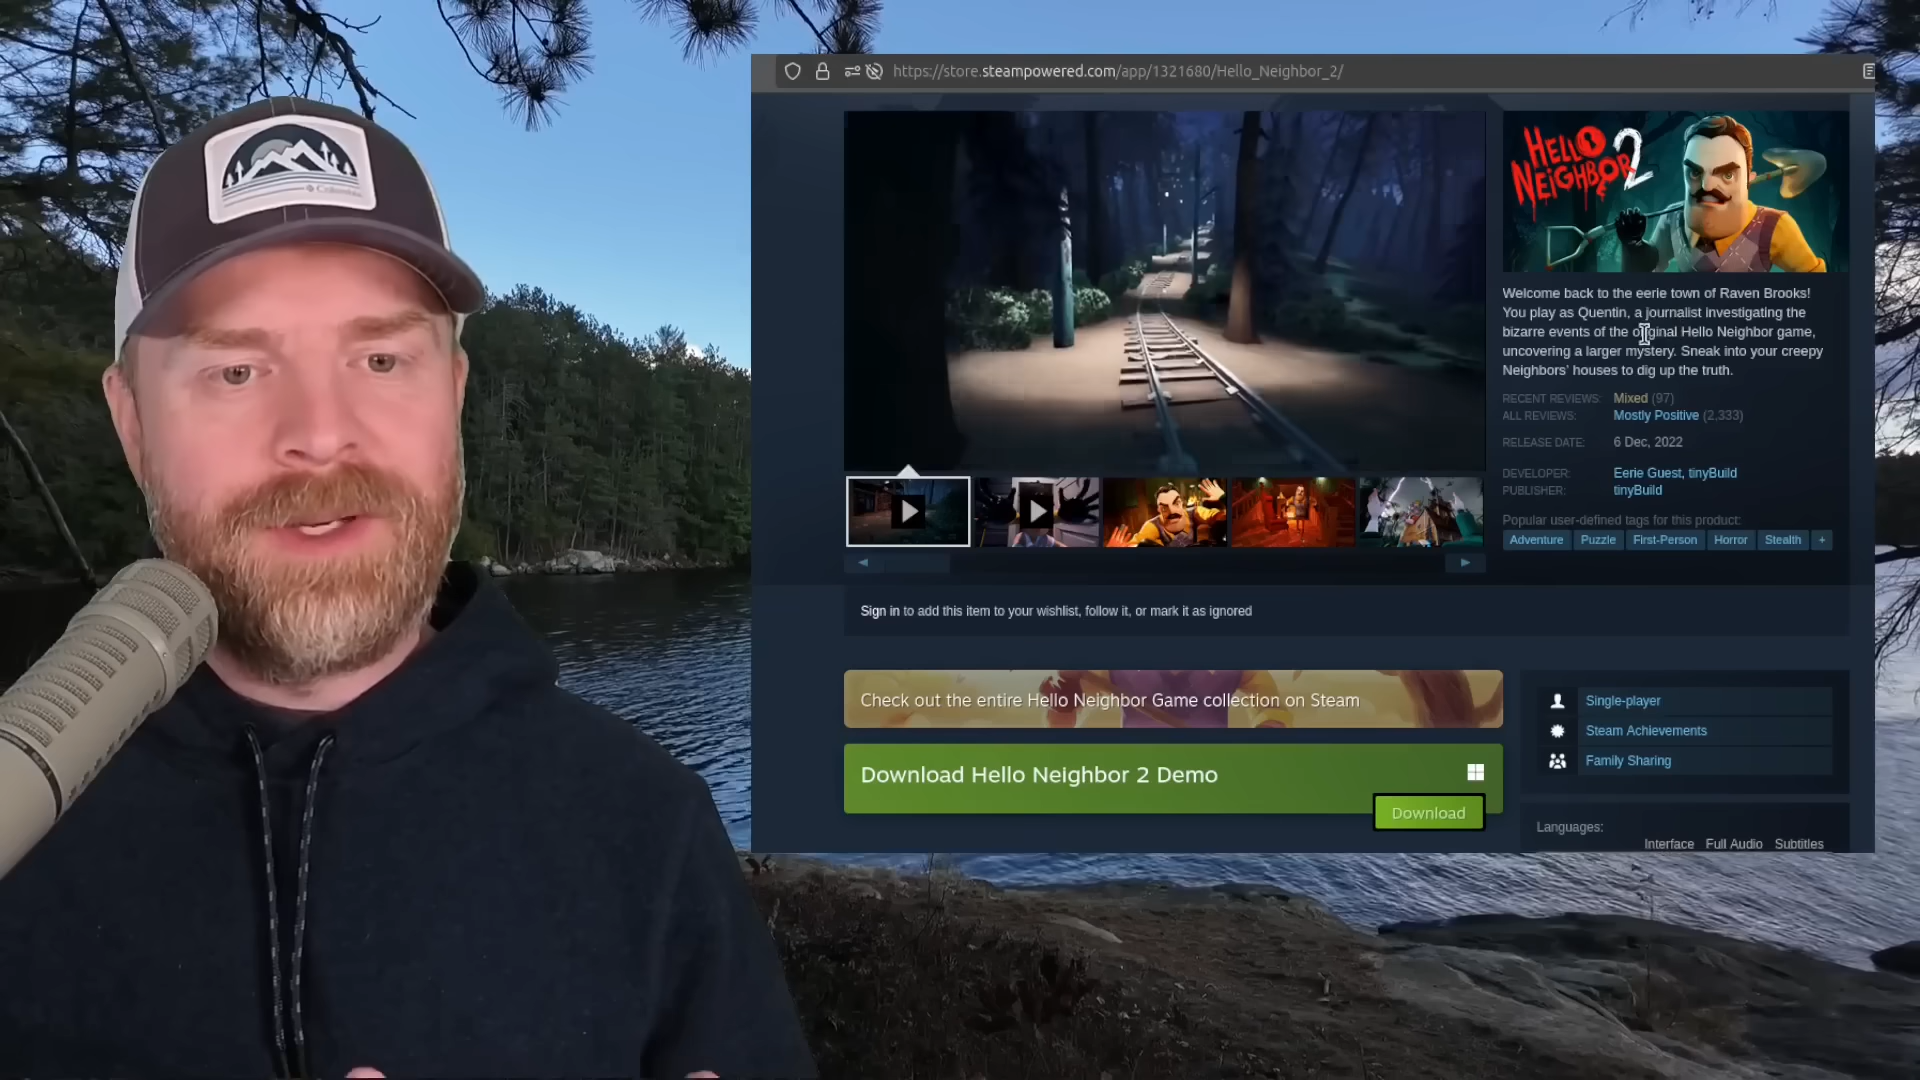 Columbia
https://store.steampowered.com/app/1321680/Hello_Neighbor_2/
HELLO
NEIGHBOR 2
Welcome back to the eerie town of Raven Brooks!
You play as Quentin, a journalist investigating the
bizarre events of the original Hello Neighbor game,
uncovering a larger mystery. Sneak into your creepy
Neighbors' houses to dig up the truth.
RECENT REVIEWS: Mixed (97)
ALL REVIEWS: Mostly Positive (2,333)
RELEASE DATE: 6 Dec, 2022
DEVELOPER: Eerie Guest, tinyBuild
PUBLISHER: tinyBuild
Popular user-defined tags for this product:
Adventure Puzzle First-Person Horror Stealth +
Sign in to add this item to your wishlist, follow it, or mark it as ignored
Check out the entire Hello Neighbor Game collection on Steam
Download Hello Neighbor 2 Demo
Download
Single-player
Steam Achievements
Family Sharing
Languages:
Interface Full Audio Subtitles